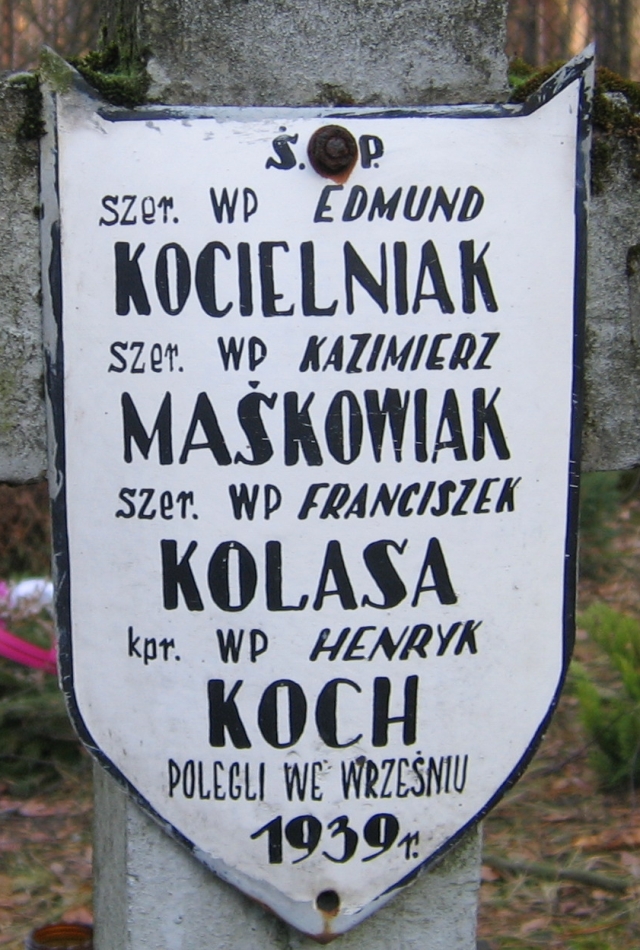 Ś. P.
szer. WP EDMUND
KOCIELNIAK
szer. WP KAZIMIERZ
MAŚKOWIAK
szer. WP FRANCISZEK
KOLASA
kpr. WP HENRYK
KOCH
POLEGLI WE WRZEŚNIU
1939 r.